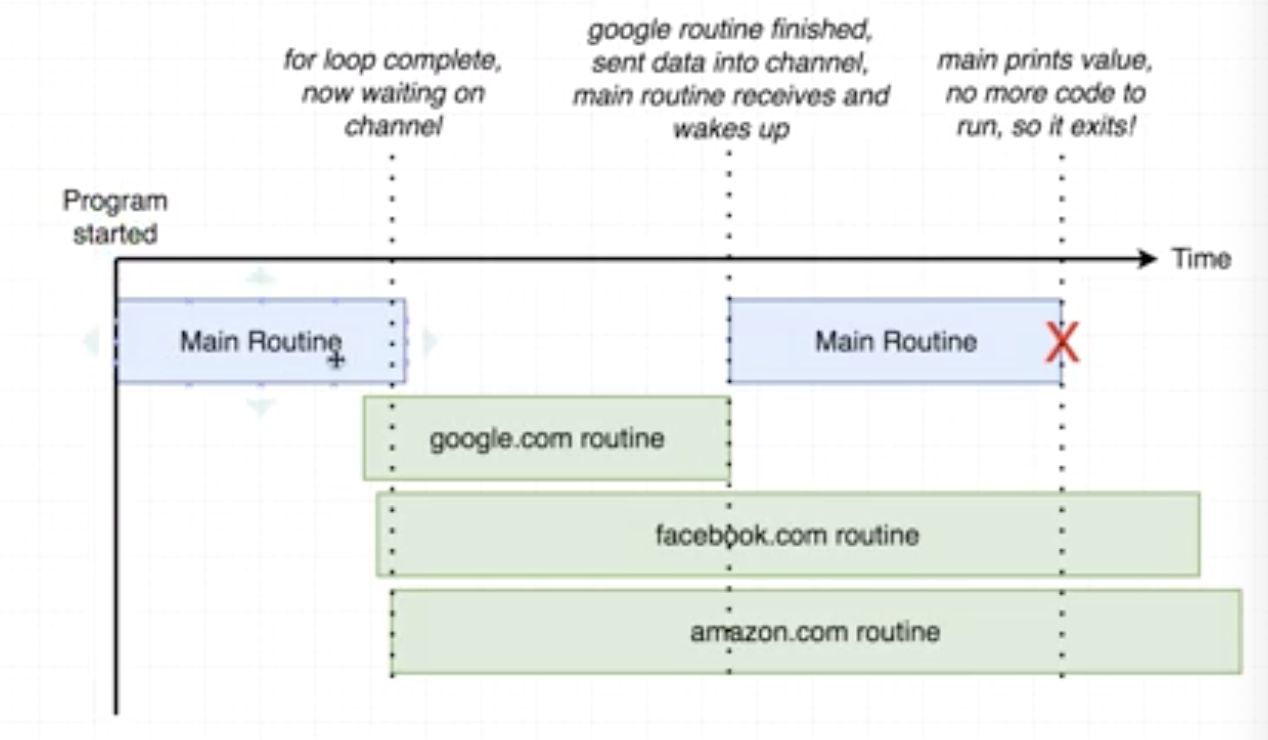 for loop complete,
now waiting on
channel
google routine finished,
sent data into channel,
main routine receives and
wakes up
main prints value,
no more code to
run, so it exits!
Program
started
Time
Main Routine
Main Routine
X
google.com routine
facebook.com routine
amazon.com routine